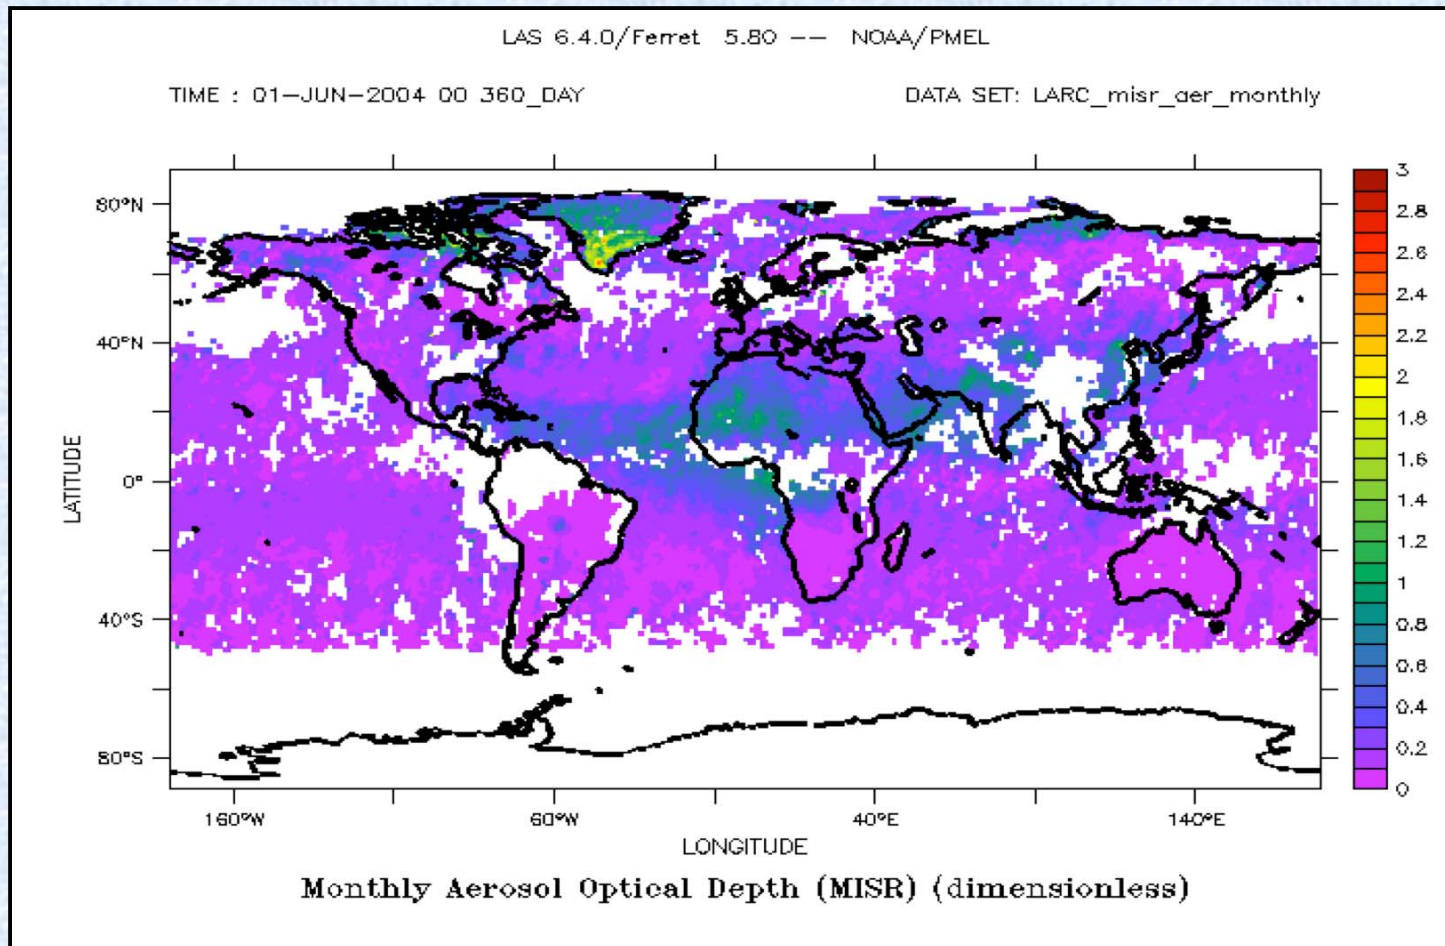 LAS 6.4.0/Ferret 5.80 -- NOAA/PMEL
TIME : 01-JUN-2004 00 360_DAY
DATA SET: LARC_misr_aer_monthly
80°N
40°N
0°
40°S
80°S
LATITUDE
160°W
60°W
40°E
140°E
LONGITUDE
3
2.8
2.6
2.4
2.2
2
1.8
1.6
1.4
1.2
1
0.8
0.6
0.4
0.2
0
Monthly Aerosol Optical Depth (MISR) (dimensionless)